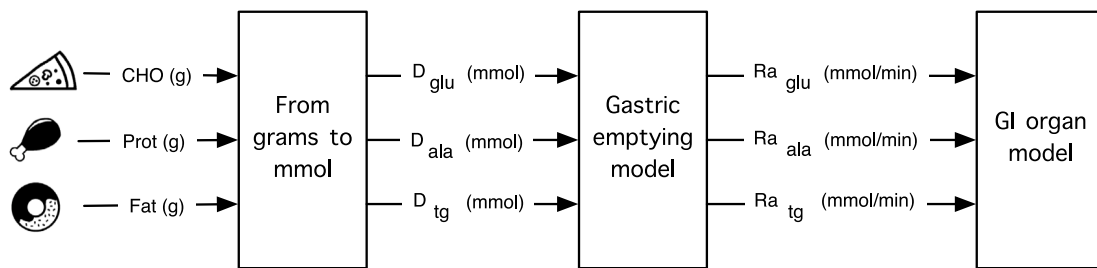 CHO (g)
Prot (g)
Fat (g)
From
grams to
mmol
D glu (mmol)
D ala (mmol)
D tg (mmol)
Gastric
emptying
model
Ra glu (mmol/min)
Ra ala (mmol/min)
Ra tg (mmol/min)
GI organ
model